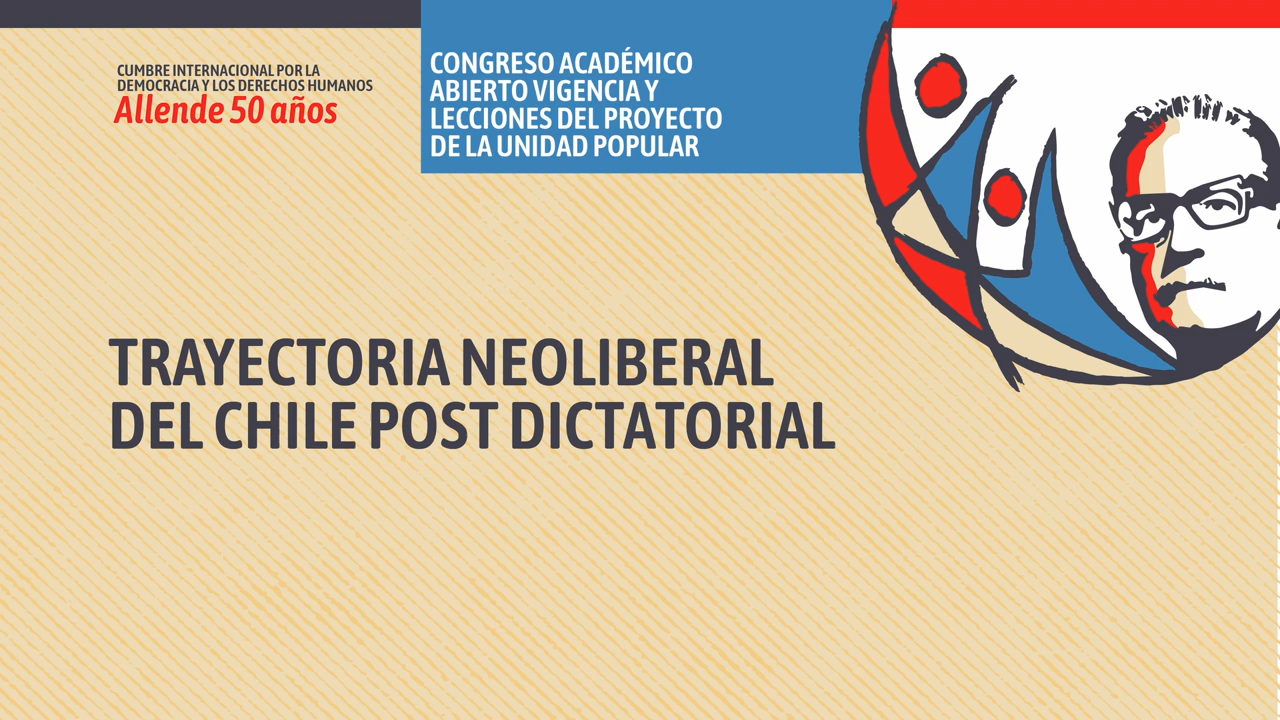 CUMBRE INTERNACIONAL POR LA
DEMOCRACIA Y LOS DERECHOS HUMANOS
Allende 50 años
CONGRESO ACADÉMICO
ABIERTO VIGENCIA Y
LECCIONES DEL PROYECTO
DE LA UNIDAD POPULAR
TRAYECTORIA NEOLIBERAL
DEL CHILE POST DICTATORIAL